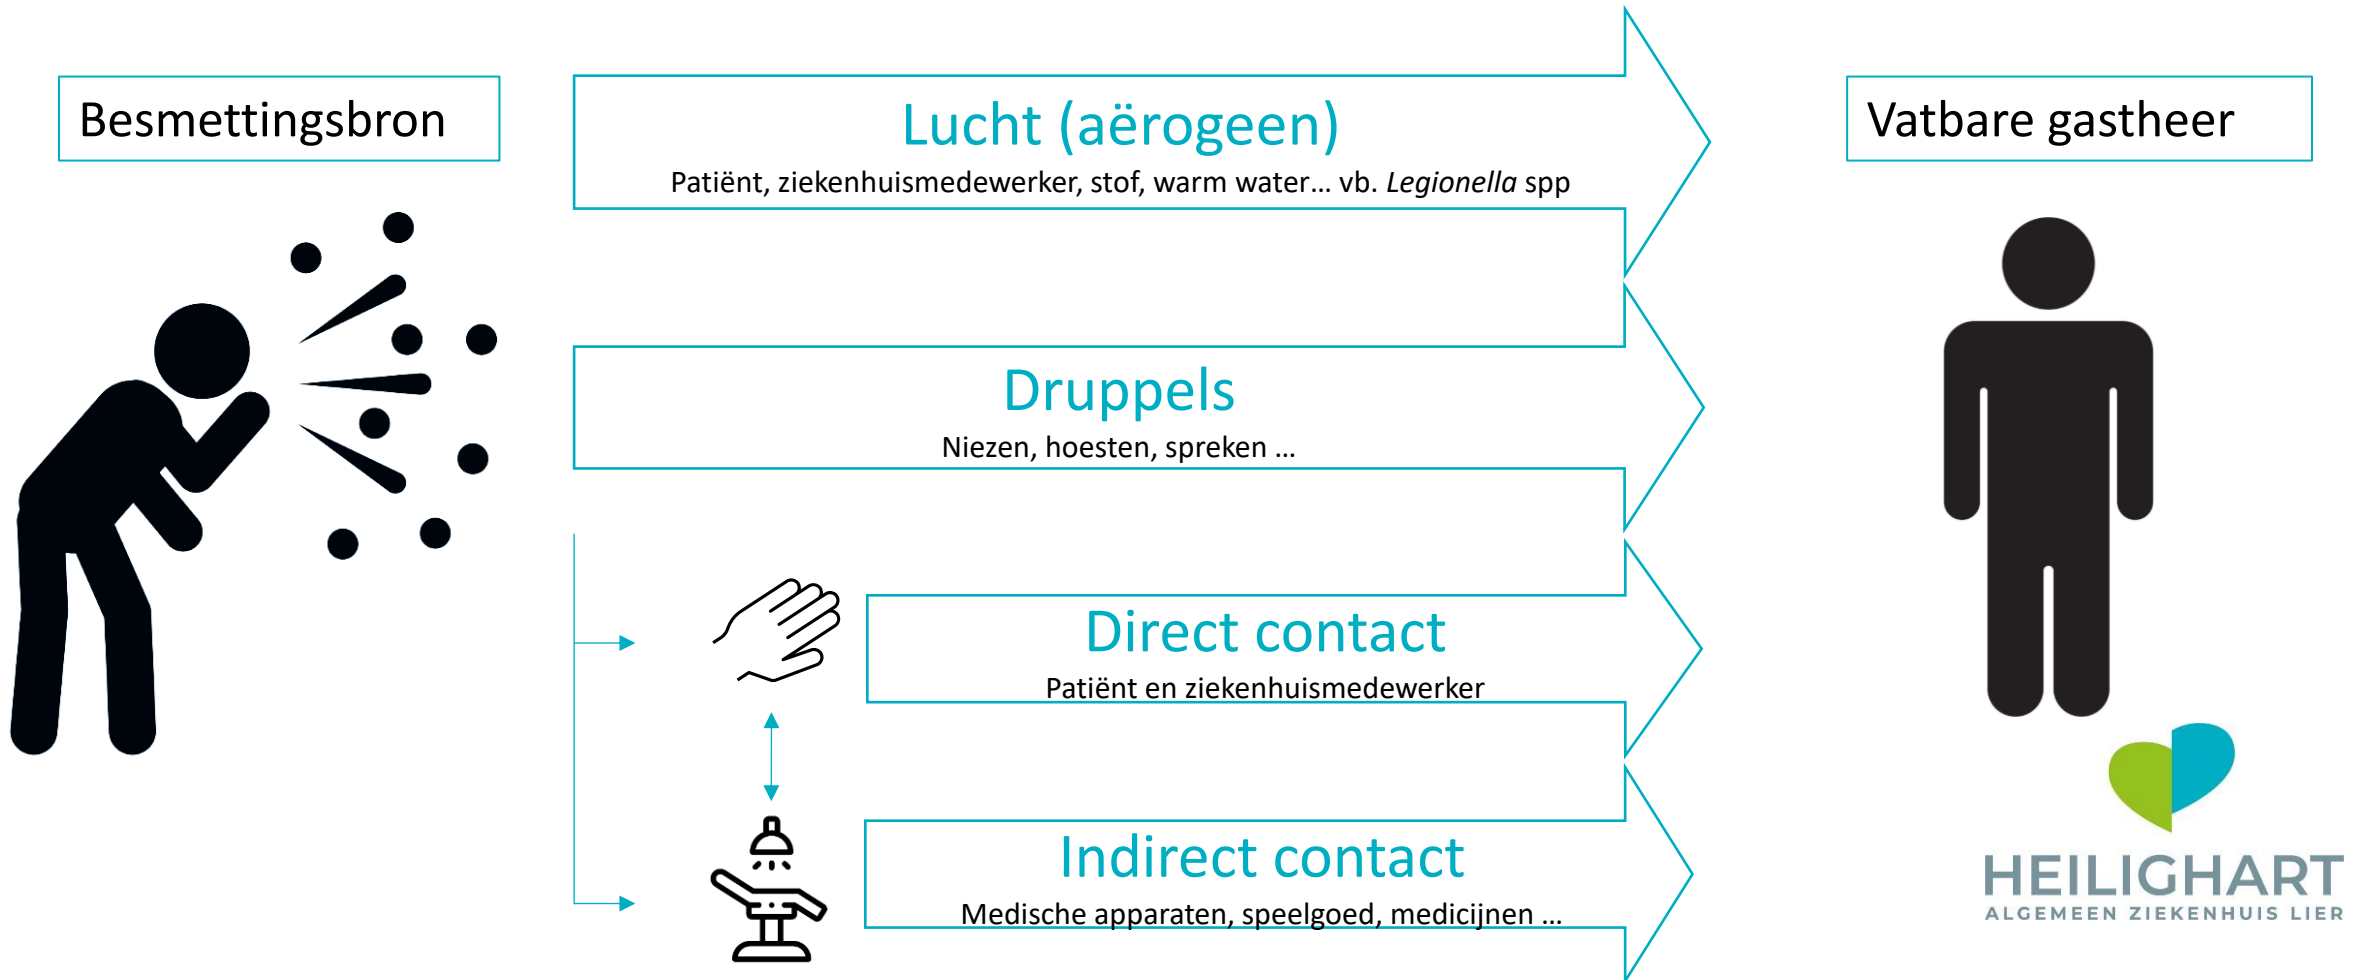 Besmettingsbron
Lucht (aërogeen)
Patiënt, ziekenhuismedewerker, stof, warm water... vb. Legionella spp
Vatbare gastheer
Druppels
Niezen, hoesten, spreken ...
Direct contact
Patiënt en ziekenhuismedewerker
Indirect contact
Medische apparaten, speelgoed, medicijnen ...
HEILIGHART
ALGEMEEN ZIEKENHUIS LIER